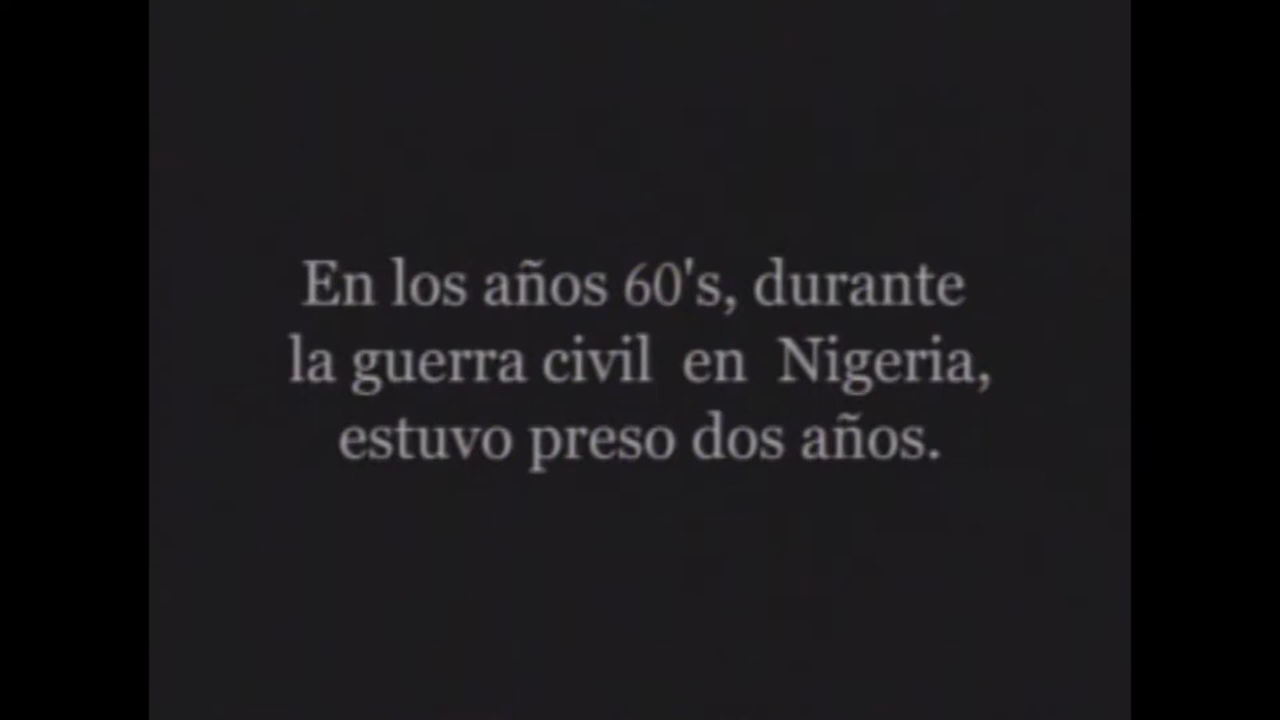 En los años 60's, durante
la guerra civil en Nigeria,
estuvo preso dos años.